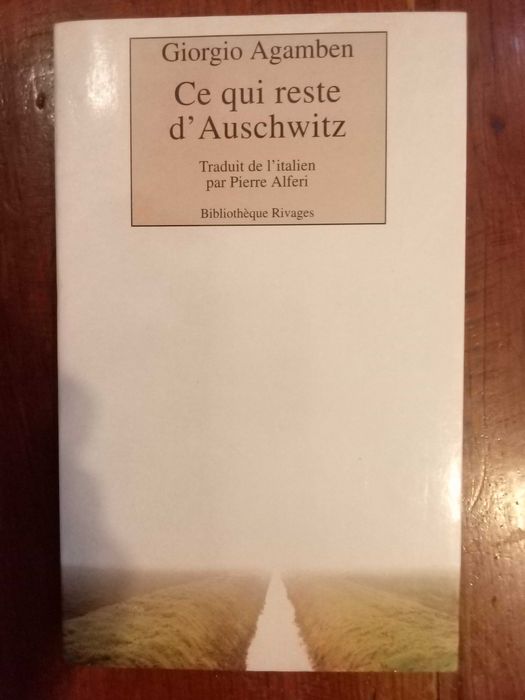 Giorgio Agamben
Ce qui reste
d'Auschwitz
Traduit de l'italien
par Pierre Alferi
Bibliothèque Rivages